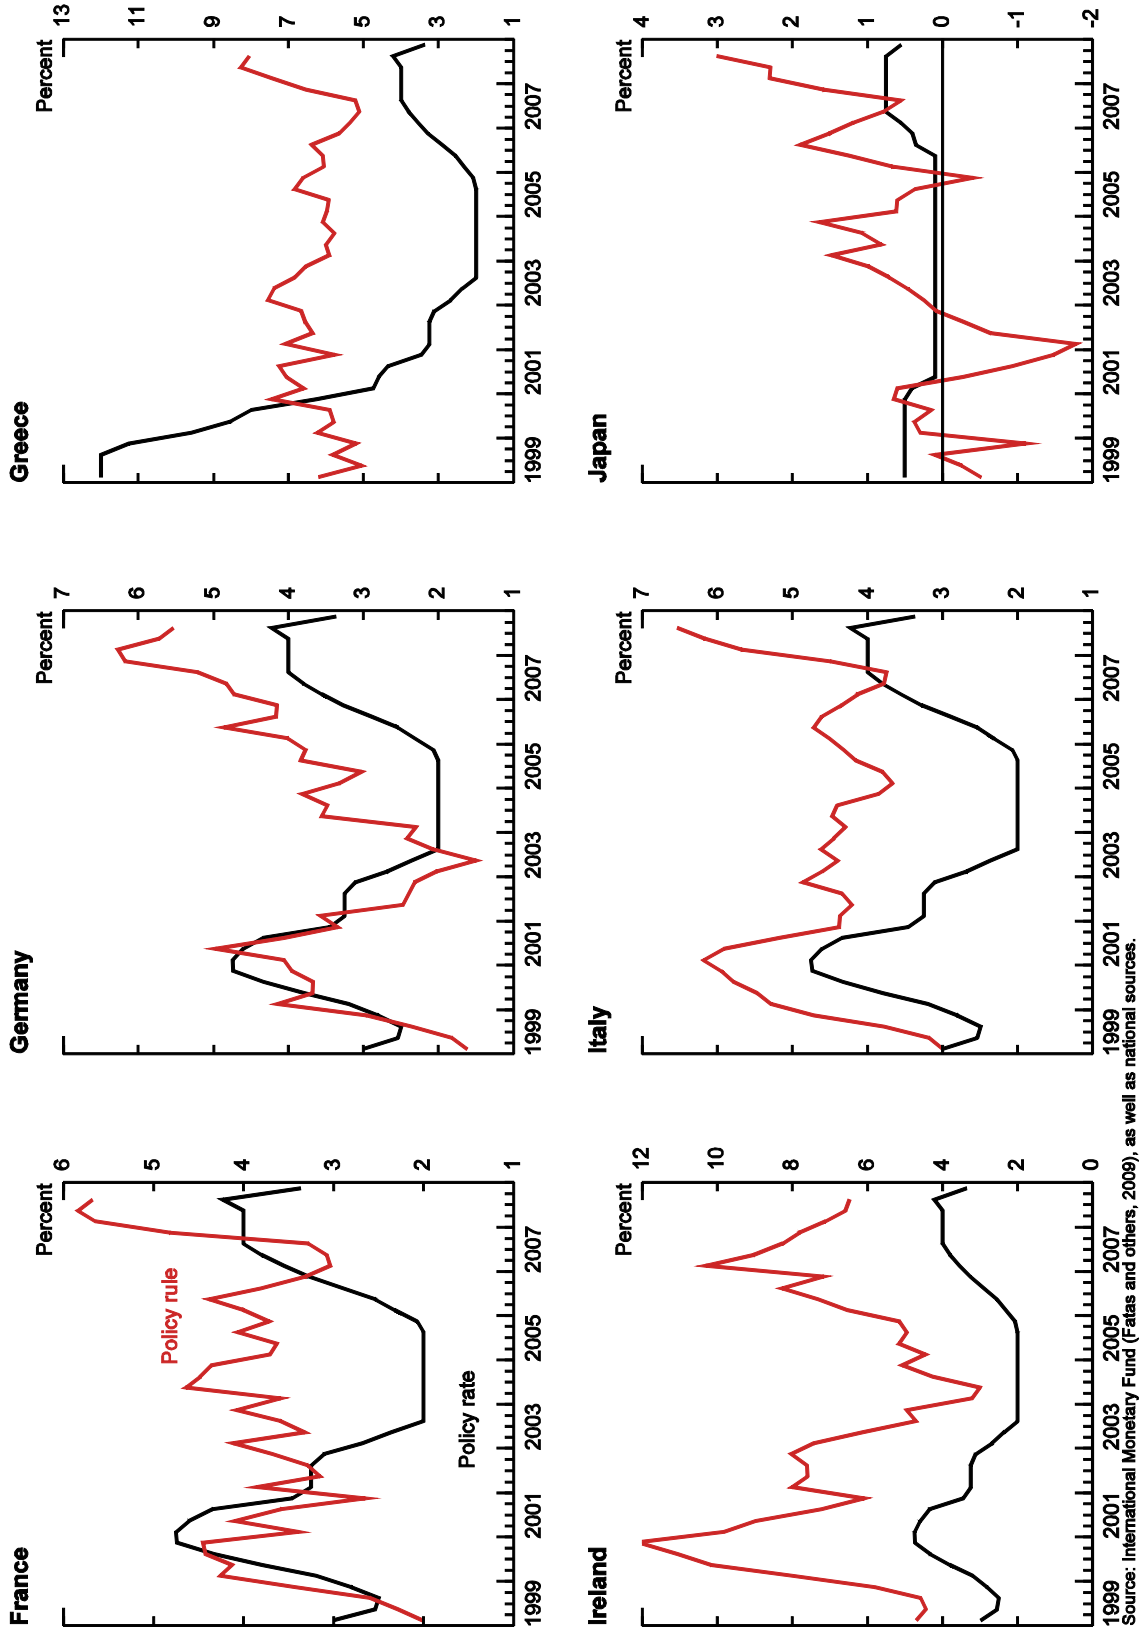 France
Percent
6
5
4
3
2
1
Policy rule
Policy rate
1999 2001 2003 2005 2007
Germany
Percent
7
6
5
4
3
2
1
1999 2001 2003 2005 2007
Greece
Percent
13
11
9
7
5
3
1
1999 2001 2003 2005 2007
Ireland
Percent
12
10
8
6
4
2
0
1999 2001 2003 2005 2007
Italy
Percent
7
6
5
4
3
2
1
1999 2001 2003 2005 2007
Japan
Percent
4
3
2
1
0
-1
-2
1999 2001 2003 2005 2007
Source: International Monetary Fund (Fatas and others, 2009), as well as national sources.